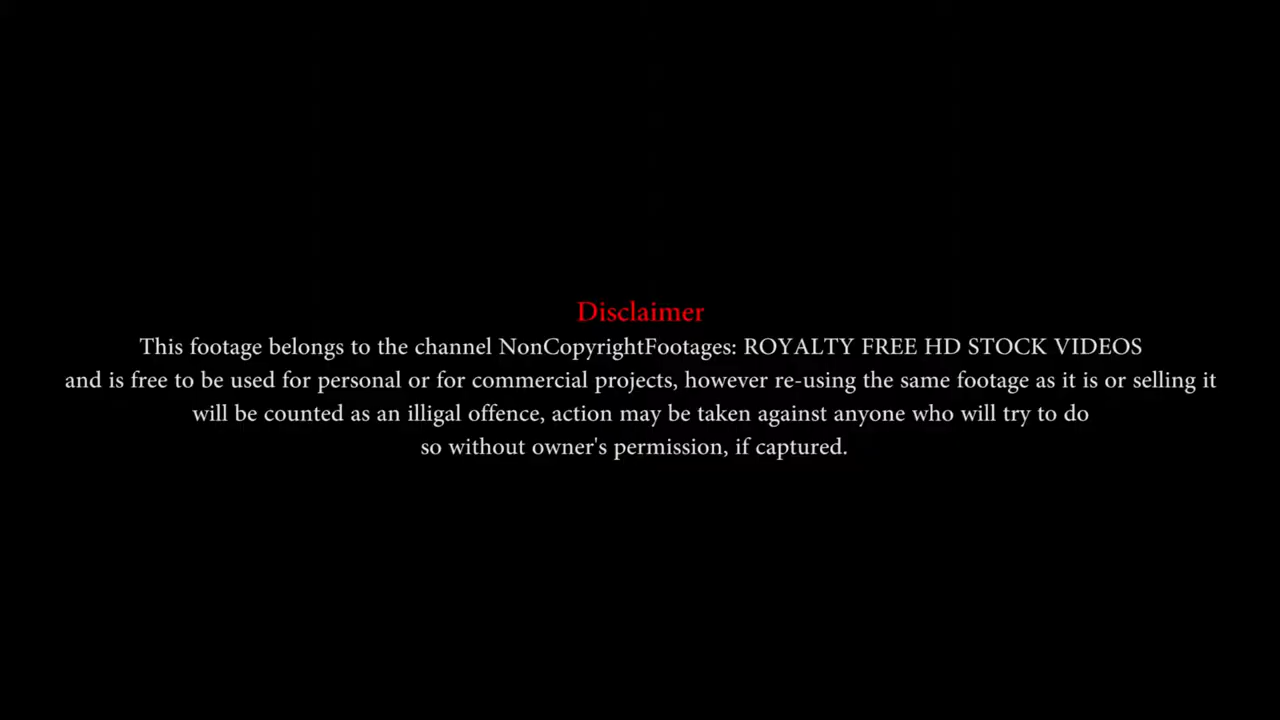 Disclaimer
This footage belongs to the channel NonCopyrightFootages: ROYALTY FREE HD STOCK VIDEOS
and is free to be used for personal or for commercial projects, however re-using the same footage as it is or selling it
will be counted as an illigal offence, action may be taken against anyone who will try to do
so without owner's permission, if captured.